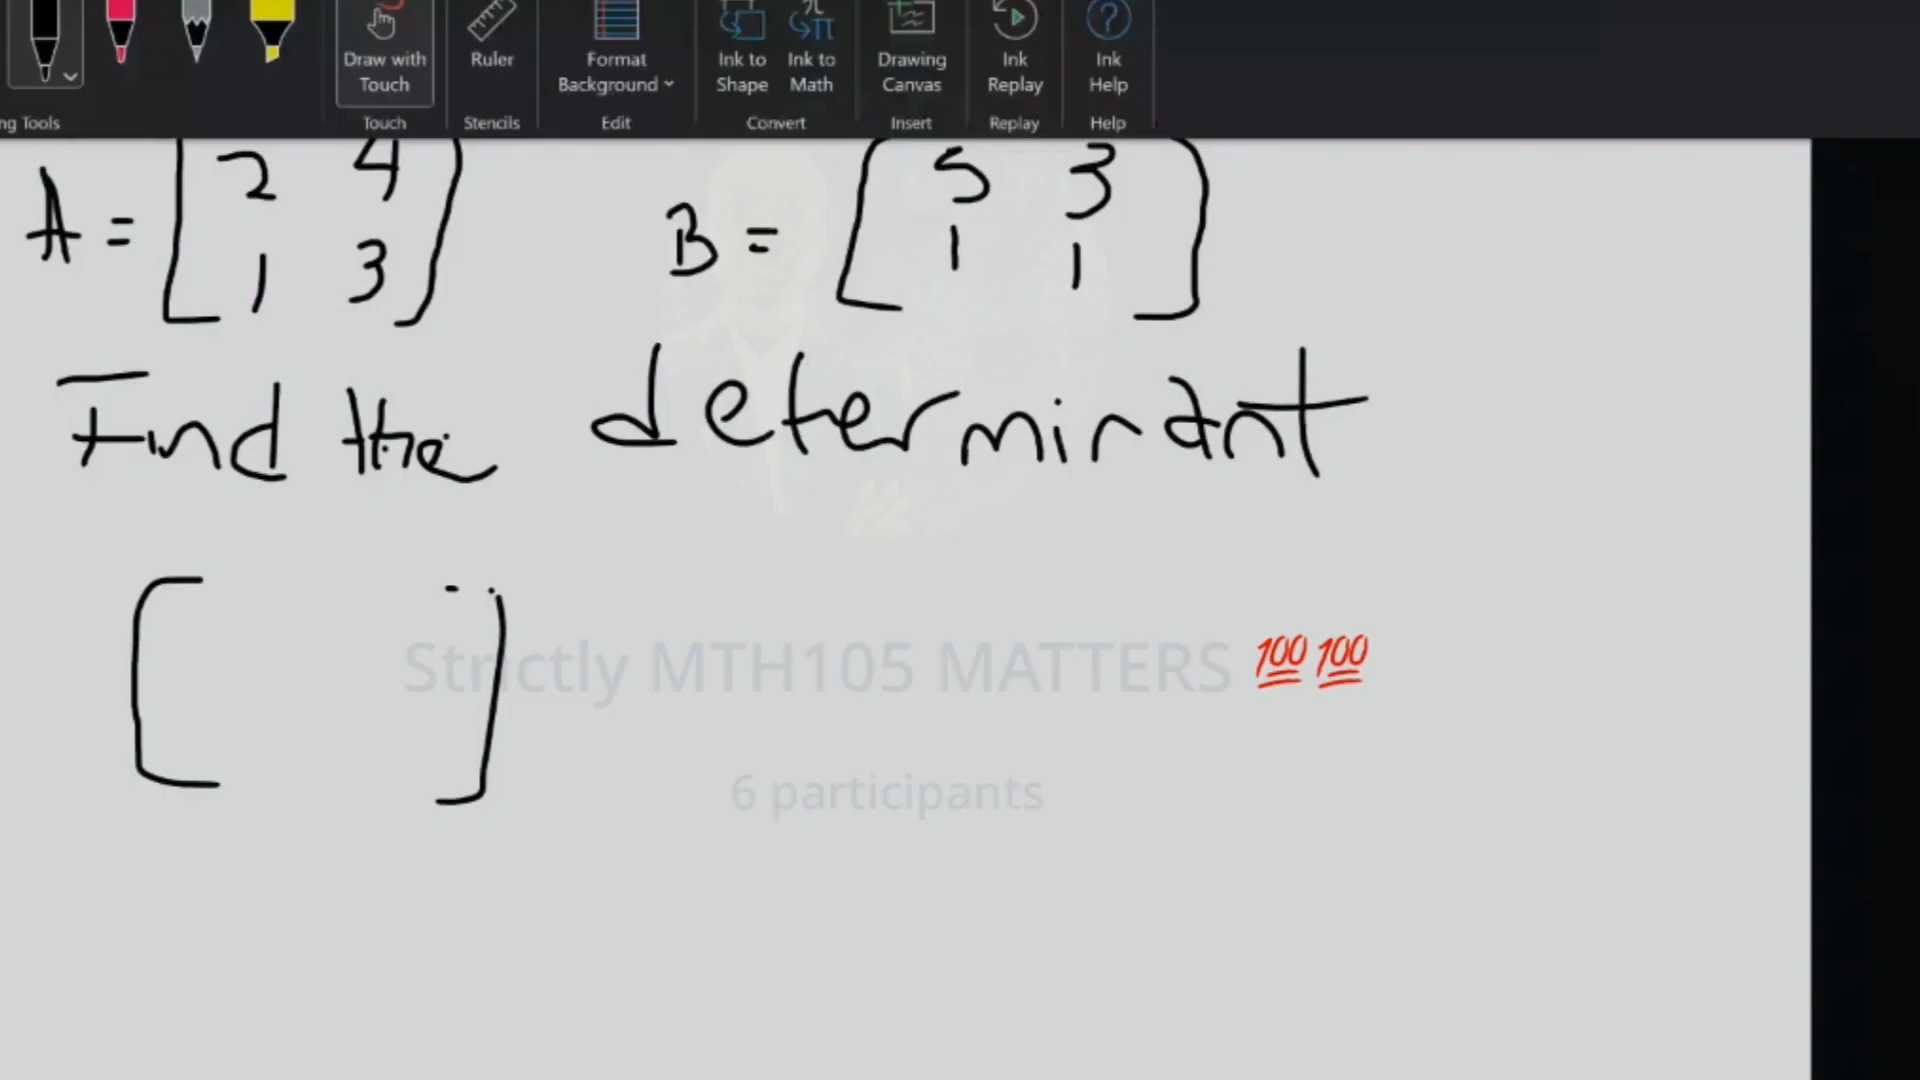 Draw with Touch
Ruler
Format Background
Ink to Shape
Ink to Math
Drawing Canvas
Ink Replay
Ink Help
ng Tools
Touch
Stencils
Edit
Convert
Insert
Replay
Help
A = [2 4
1 3]
B = [5 3
1 1]
Find the determinant
[ ]
Strictly MTH105 MATTERS 💯💯
6 participants